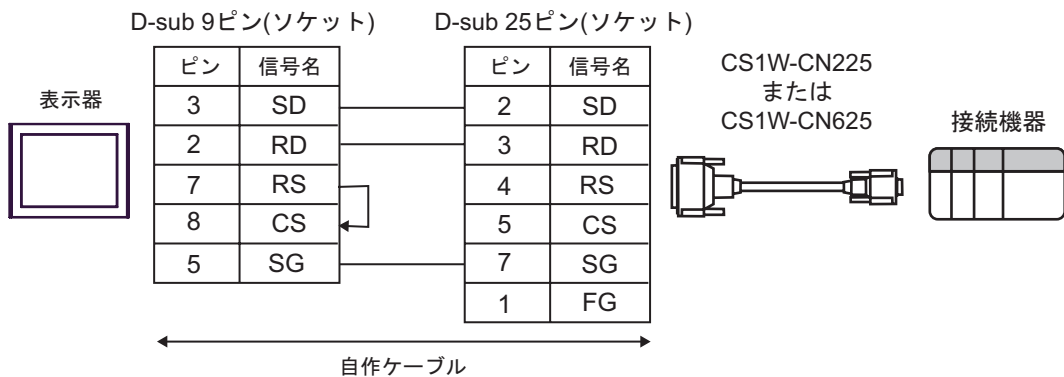 D-sub 9ピン(ソケット)
D-sub 25ピン(ソケット)
表示器
ピン 信号名
3 SD
2 RD
7 RS
8 CS
5 SG
ピン 信号名
2 SD
3 RD
4 RS
5 CS
7 SG
1 FG
CS1W-CN225
または
CS1W-CN625
接続機器
自作ケーブル